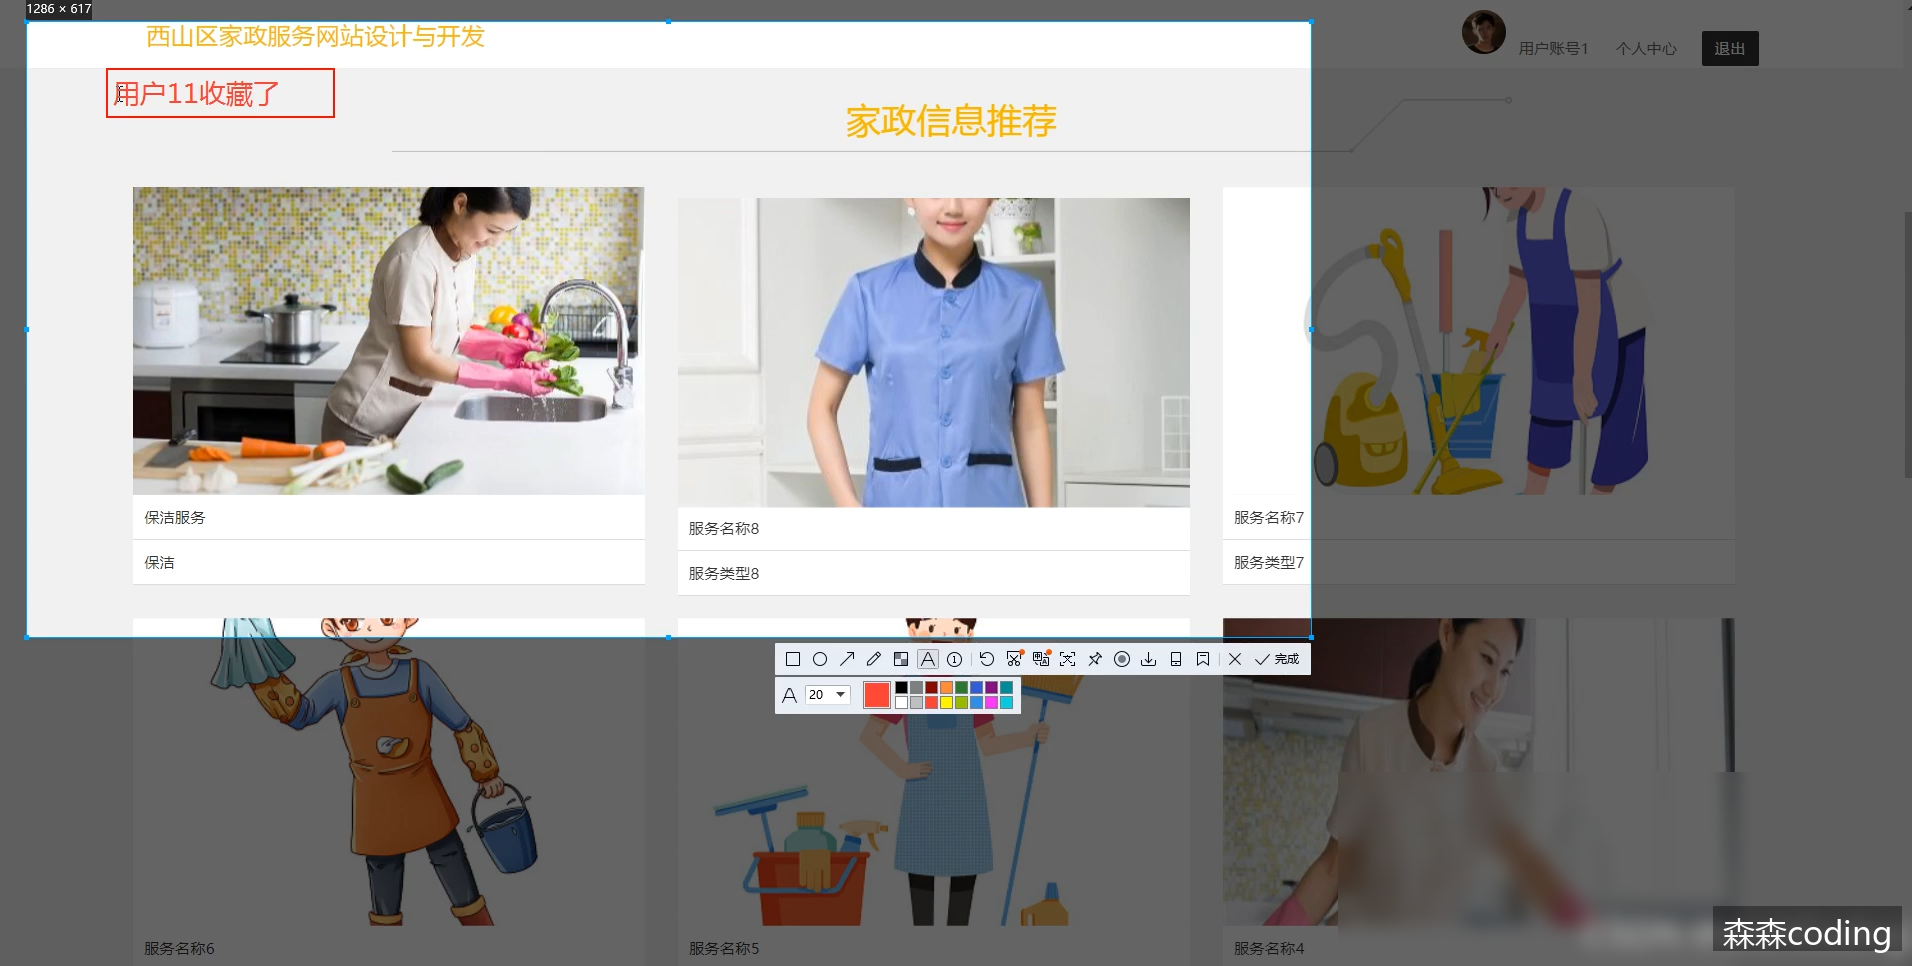 1286 × 617
西山区家政服务网站设计与开发
用户账号1
个人中心
退出
用户11收藏了
家政信息推荐
保洁服务
保洁
服务名称8
服务类型8
服务名称7
服务类型7
完成
A 20
服务名称6
服务名称5
服务名称4
森森coding